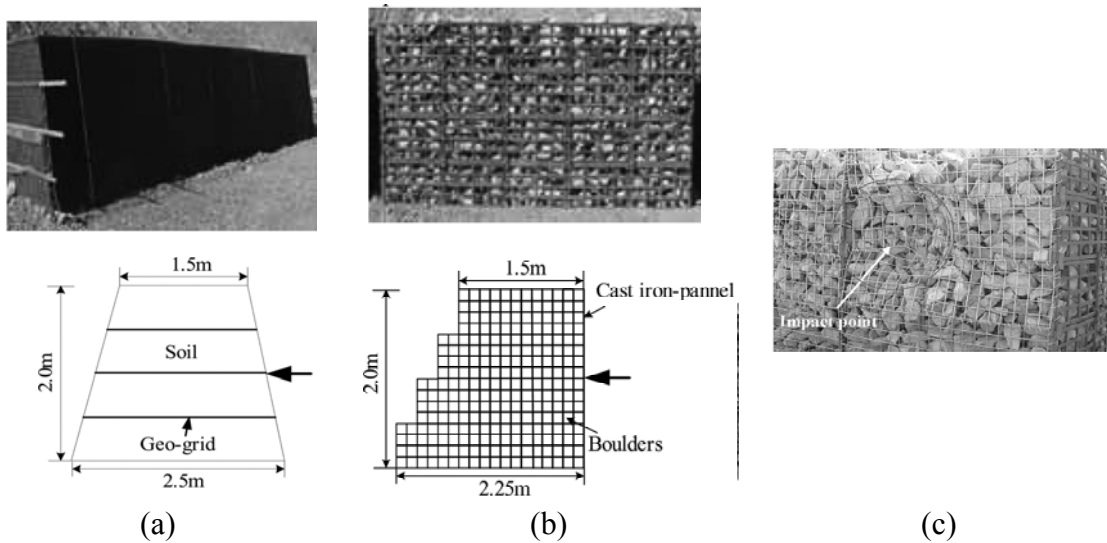 1.5m
2.0m
Soil
Geo-grid
2.5m
(a)
1.5m
Cast iron-pannel
2.0m
Boulders
2.25m
(b)
Impact point
(c)